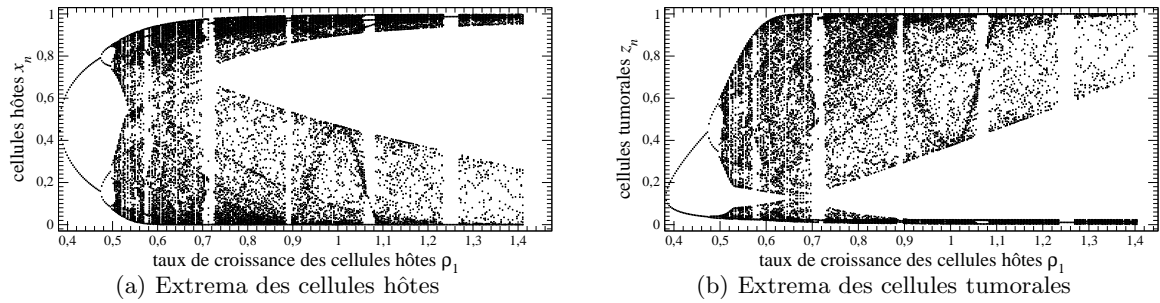 1
0,8
0,6
0,4
0,2
0
cellules hôtes xₙ
0,4 0,5 0,6 0,7 0,8 0,9 1 1,1 1,2 1,3 1,4
taux de croissance des cellules hôtes ρ₁
(a) Extrema des cellules hôtes
1
0,8
0,6
0,4
0,2
0
cellules tumorales zₙ
0,4 0,5 0,6 0,7 0,8 0,9 1 1,1 1,2 1,3 1,4
taux de croissance des cellules hôtes ρ₁
(b) Extrema des cellules tumorales